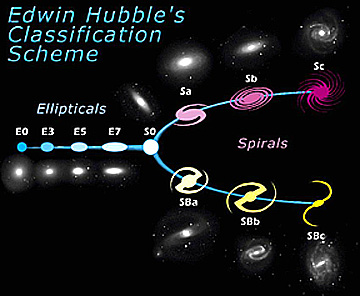 Edwin Hubble's
Classification
Scheme
Ellipticals
E0 E3 E5 E7 S0
Sa Sb Sc
Spirals
SBa SBb SBc